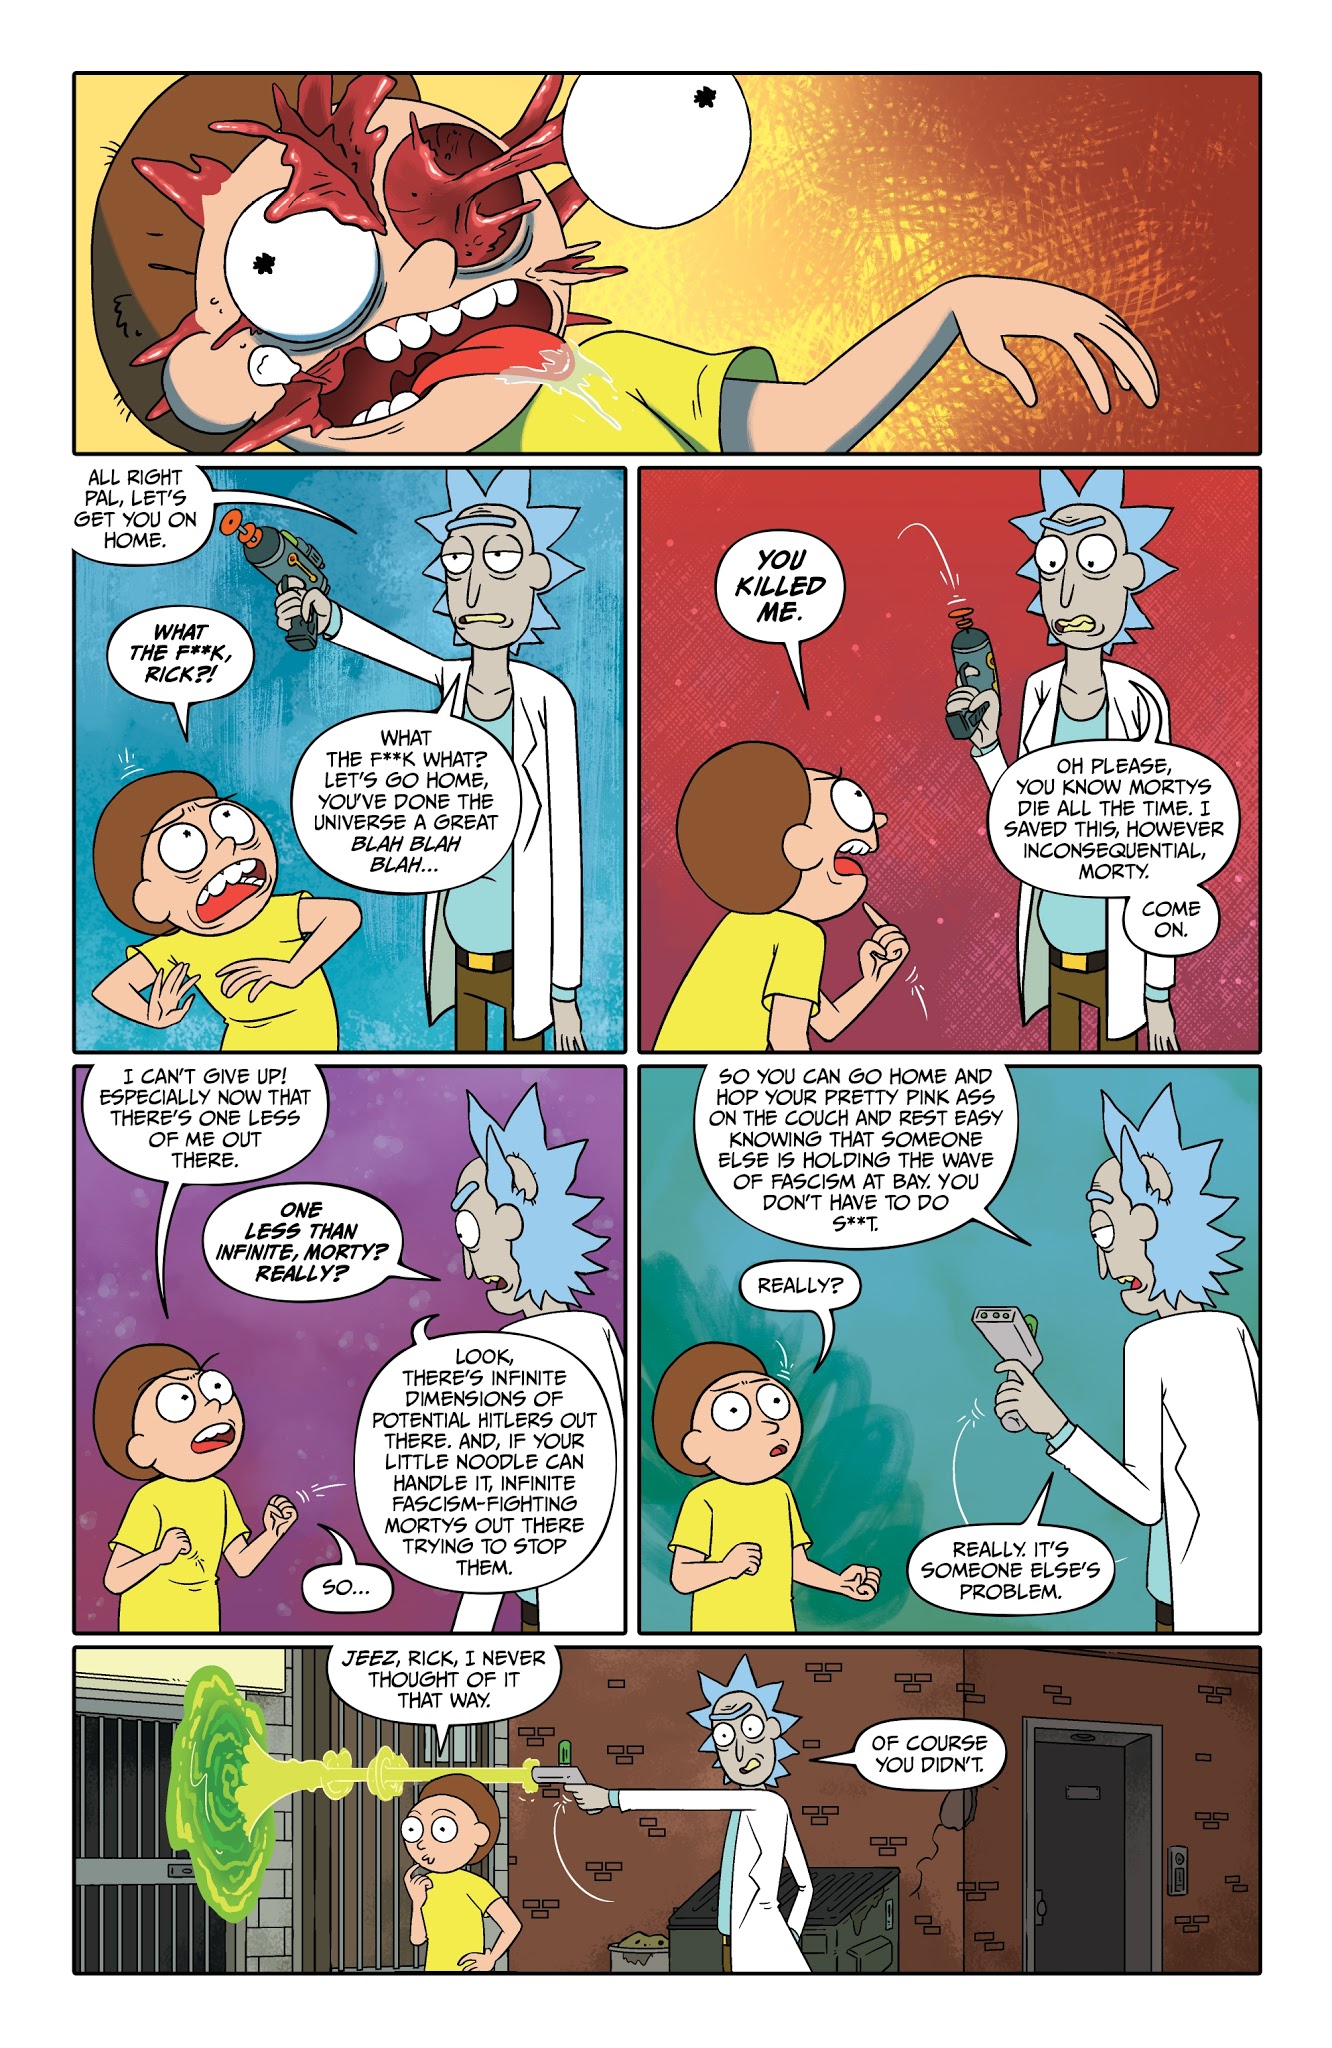 ALL RIGHT
PAL, LET'S
GET YOU ON
HOME.
WHAT
THE F**K,
RICK?!
WHAT
THE F**K WHAT?
LET'S GO HOME,
YOU'VE DONE THE
UNIVERSE A GREAT
BLAH BLAH
BLAH...
YOU
KILLED
ME.
OH PLEASE,
YOU KNOW MORTYS
DIE ALL THE TIME. I
SAVED THIS, HOWEVER
INCONSEQUENTIAL,
MORTY.
COME
ON.
I CAN'T GIVE UP!
ESPECIALLY NOW THAT
THERE'S ONE LESS
OF ME OUT
THERE.
ONE
LESS THAN
INFINITE, MORTY?
REALLY?
LOOK,
THERE'S INFINITE
DIMENSIONS OF
POTENTIAL HITLERS OUT
THERE. AND, IF YOUR
LITTLE NOODLE CAN
HANDLE IT, INFINITE
FASCISM-FIGHTING
MORTYS OUT THERE
TRYING TO STOP
THEM.
SO...
SO YOU CAN GO HOME AND
HOP YOUR PRETTY PINK ASS
ON THE COUCH AND REST EASY
KNOWING THAT SOMEONE
ELSE IS HOLDING THE WAVE
OF FASCISM AT BAY. YOU
DON'T HAVE TO DO
S**T.
REALLY?
REALLY. IT'S
SOMEONE ELSE'S
PROBLEM.
JEEZ, RICK, I NEVER
THOUGHT OF IT
THAT WAY.
OF COURSE
YOU DIDN'T.